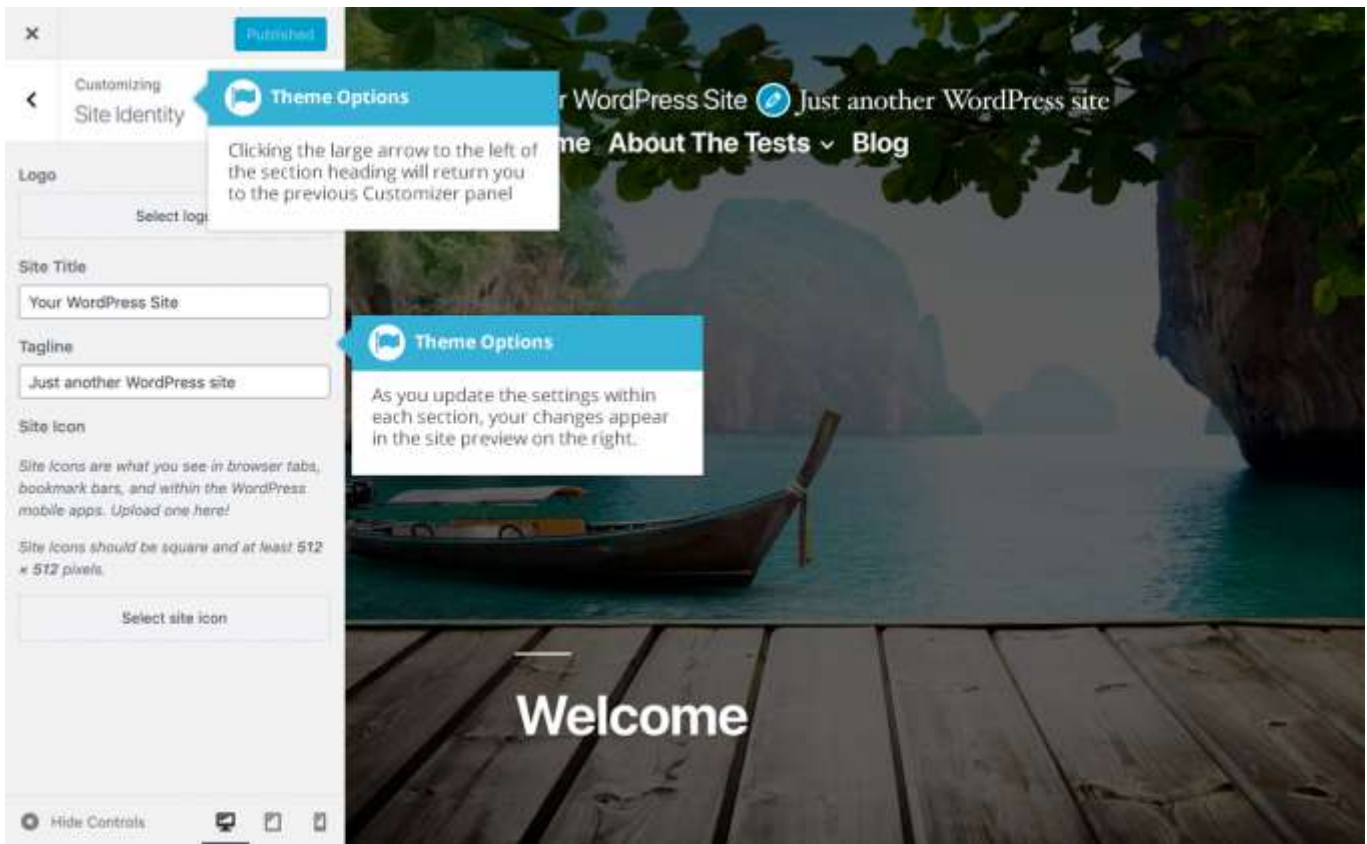 Published
Customizing
Site Identity
Theme Options
Clicking the large arrow to the left of
the section heading will return you
to the previous Customizer panel
Logo
Select logo
Site Title
Your WordPress Site
Tagline
Just another WordPress site
Theme Options
As you update the settings within
each section, your changes appear
in the site preview on the right.
Site Icon
Site Icons are what you see in browser tabs,
bookmark bars, and within the WordPress
mobile apps. Upload one here!
Site Icons should be square and at least 512
× 512 pixels.
Select site icon
Hide Controls
r WordPress Site Just another WordPress site
me About The Tests Blog
Welcome